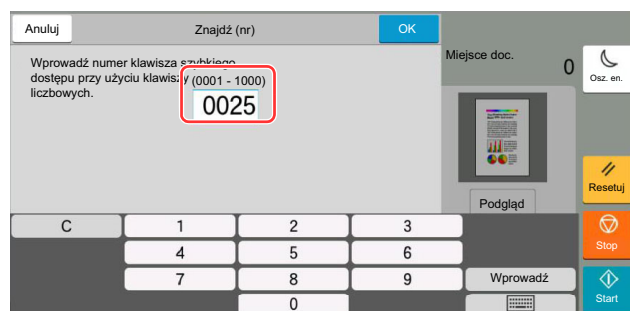 Anuluj
Znajdź (nr)
OK
Wprowadź numer klawisza szybkiego
dostępu przy użyciu klawiszy
liczbowych.
(0001 - 1000)
0025
Miejsce doc.
0
Osz. en.
Podgląd
Resetuj
C
1
2
3
4
5
6
Stop
7
8
9
Wprowadź
0
Start